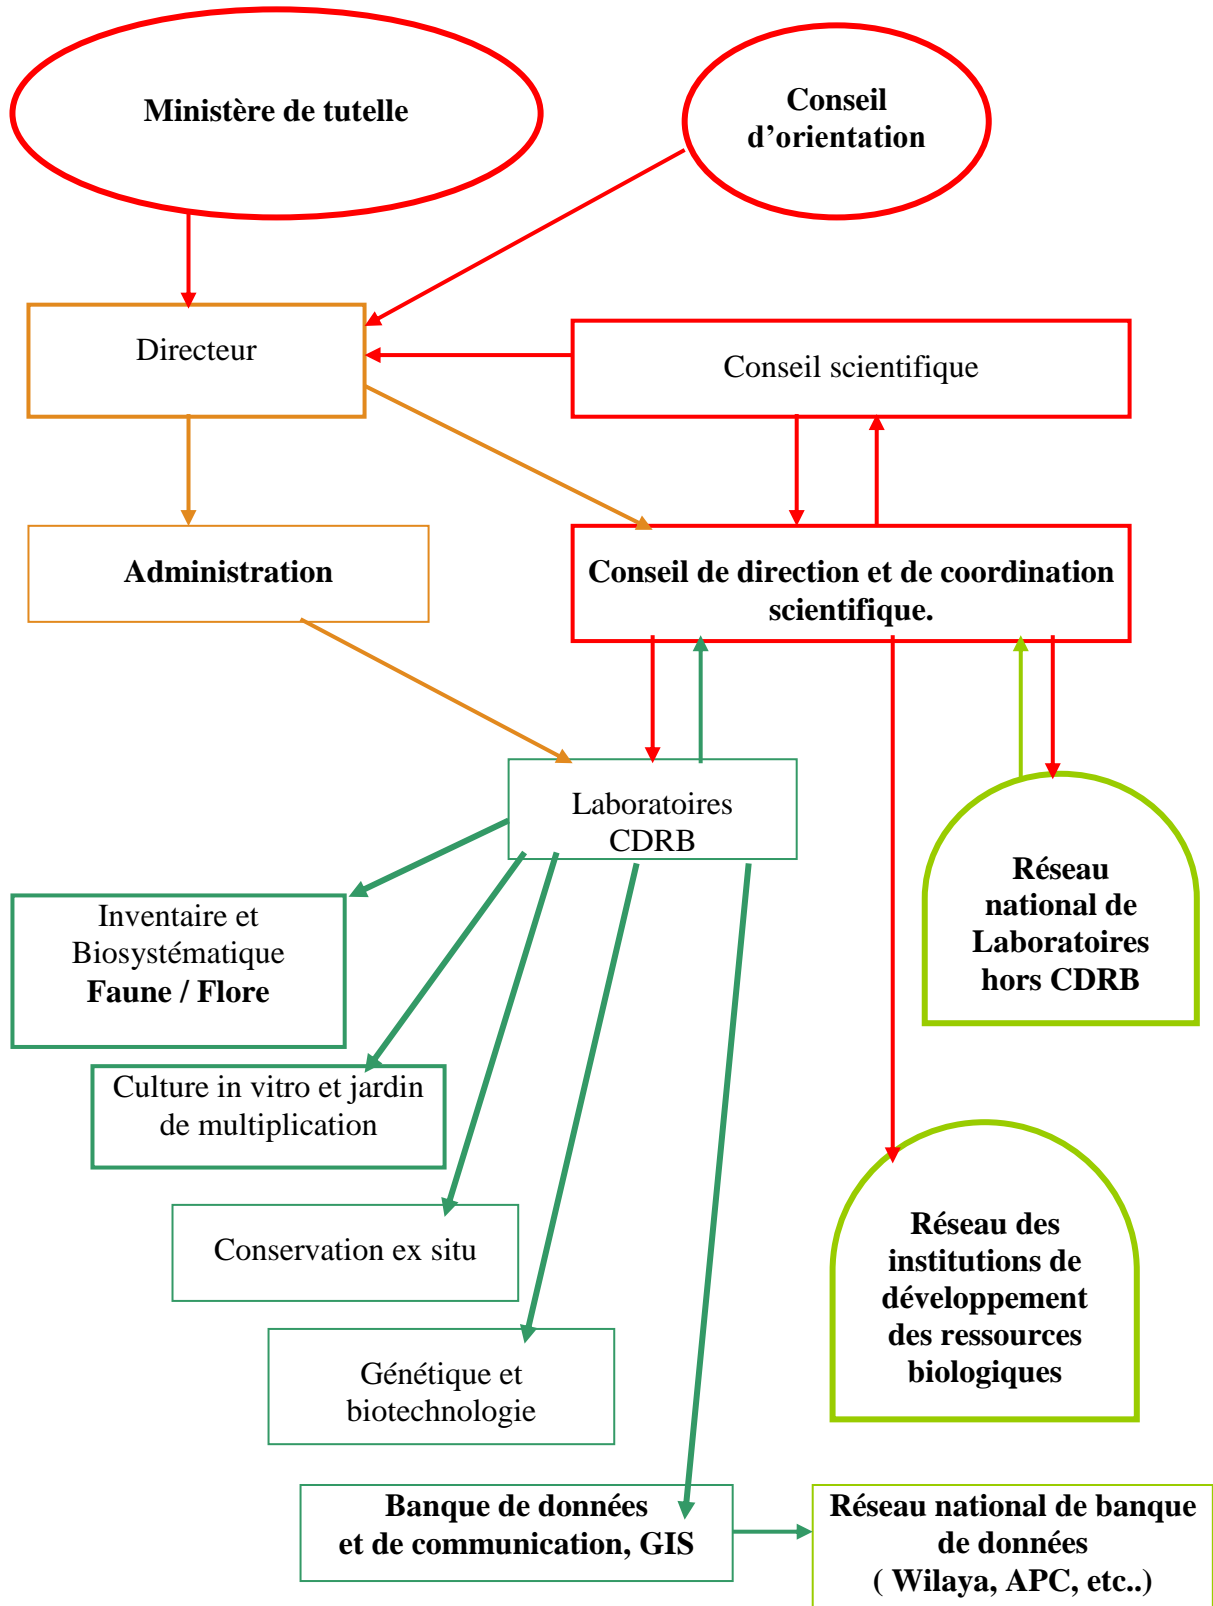 Ministère de tutelle
Conseil
d’orientation
Directeur
Conseil scientifique
Administration
Conseil de direction et de coordination
scientifique.
Laboratoires
CDRB
Réseau
national de
Laboratoires
hors CDRB
Inventaire et
Biosystématique
Faune / Flore
Culture in vitro et jardin
de multiplication
Conservation ex situ
Réseau des
institutions de
développement
des ressources
biologiques
Génétique et
biotechnologie
Banque de données
et de communication, GIS
Réseau national de banque
de données
( Wilaya, APC, etc..)